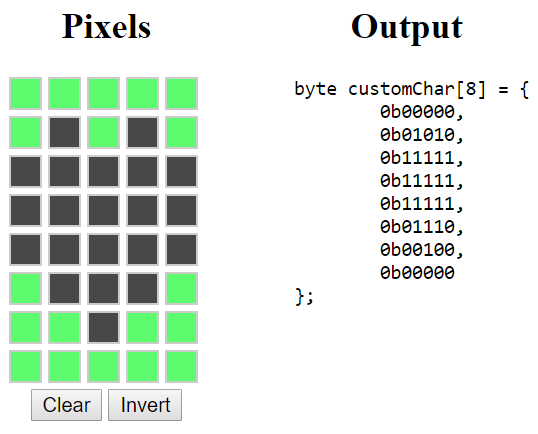 Pixels
Output
byte customChar[8] = {
0b00000,
0b01010,
0b11111,
0b11111,
0b11111,
0b01110,
0b00100,
0b00000
};
Clear
Invert